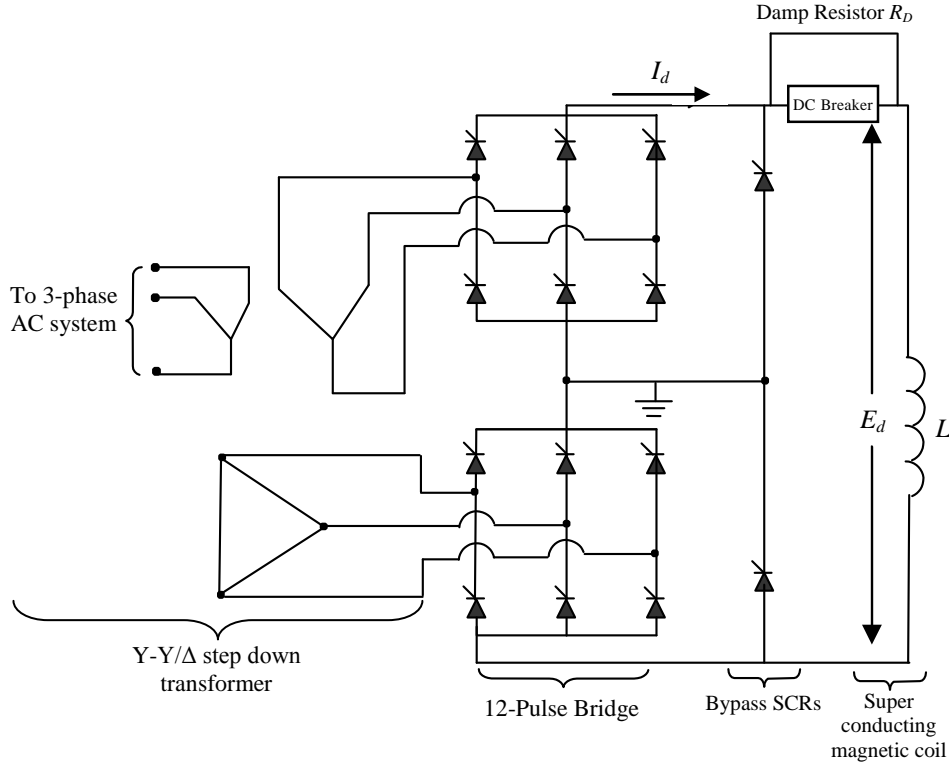 Damp Resistor R_D
I_d
DC Breaker
To 3-phase
AC system
E_d
L
Y-Y/Δ step down
transformer
12-Pulse Bridge
Bypass SCRs
Super
conducting
magnetic coil